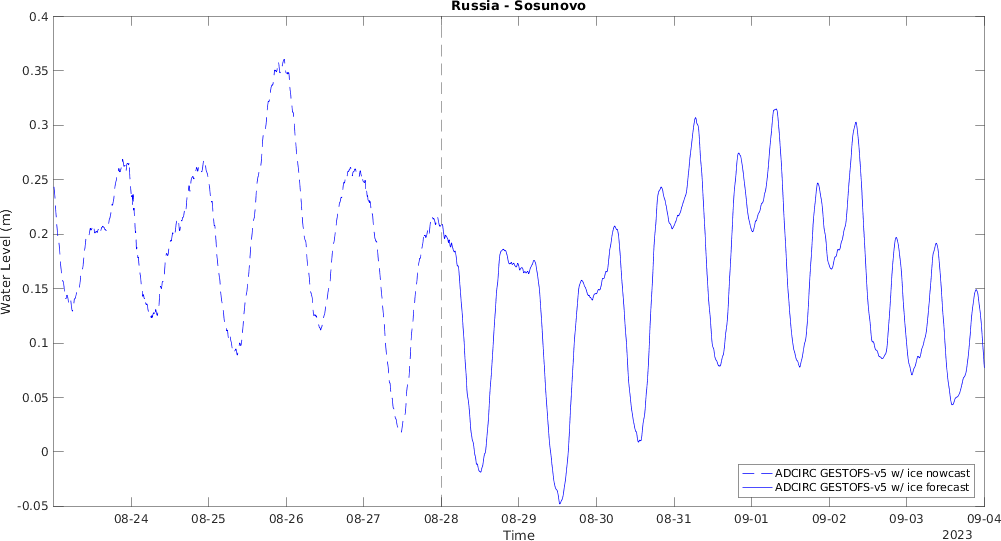 Russia - Sosunovo
0.4
0.35
0.3
0.25
0.2
0.15
0.1
0.05
0
-0.05
Water Level (m)
08-24 08-25 08-26 08-27 08-28 08-29 08-30 08-31 09-01 09-02 09-03 09-04
Time
2023
ADCIRC GESTOFS-v5 w/ ice nowcast
ADCIRC GESTOFS-v5 w/ ice forecast